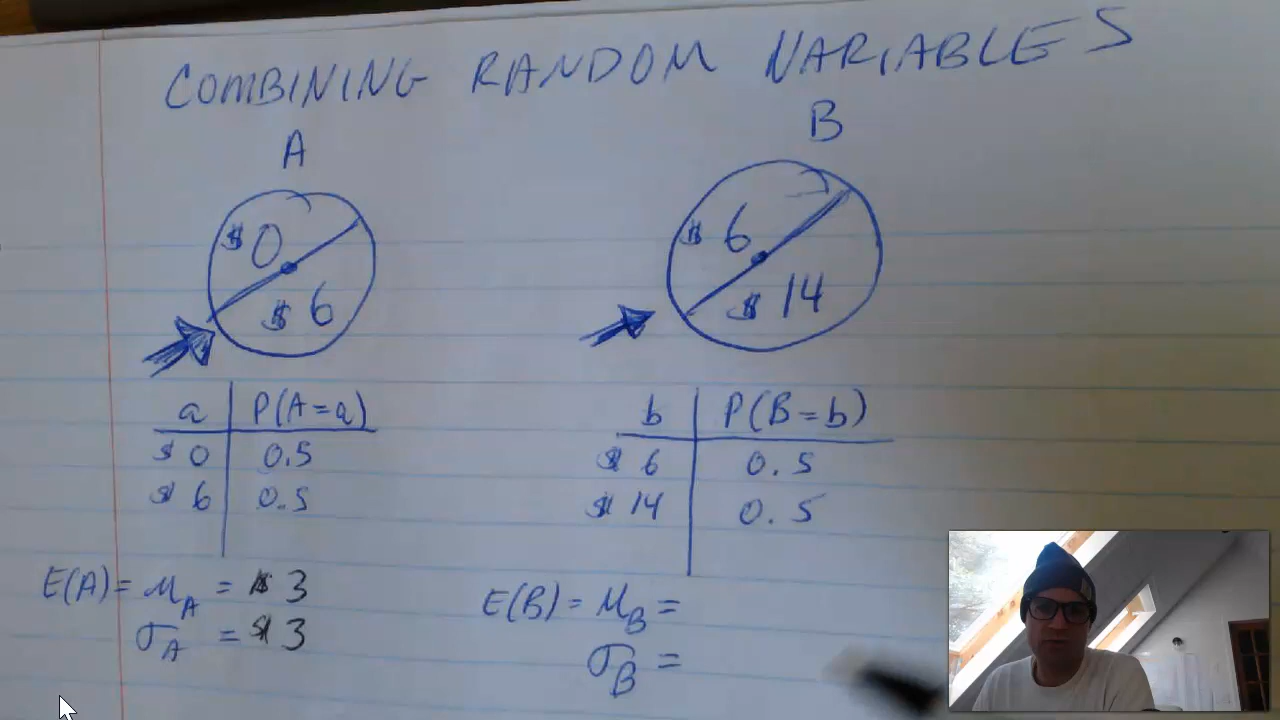 COMBINING RANDOM VARIABLES
A
B
$0
$6
$6
$14
a P(A=a)
$0 0.5
$6 0.5
b P(B=b)
$6 0.5
$14 0.5
E(A)= μA = $3
σA = $3
E(B)= μB =
σB =